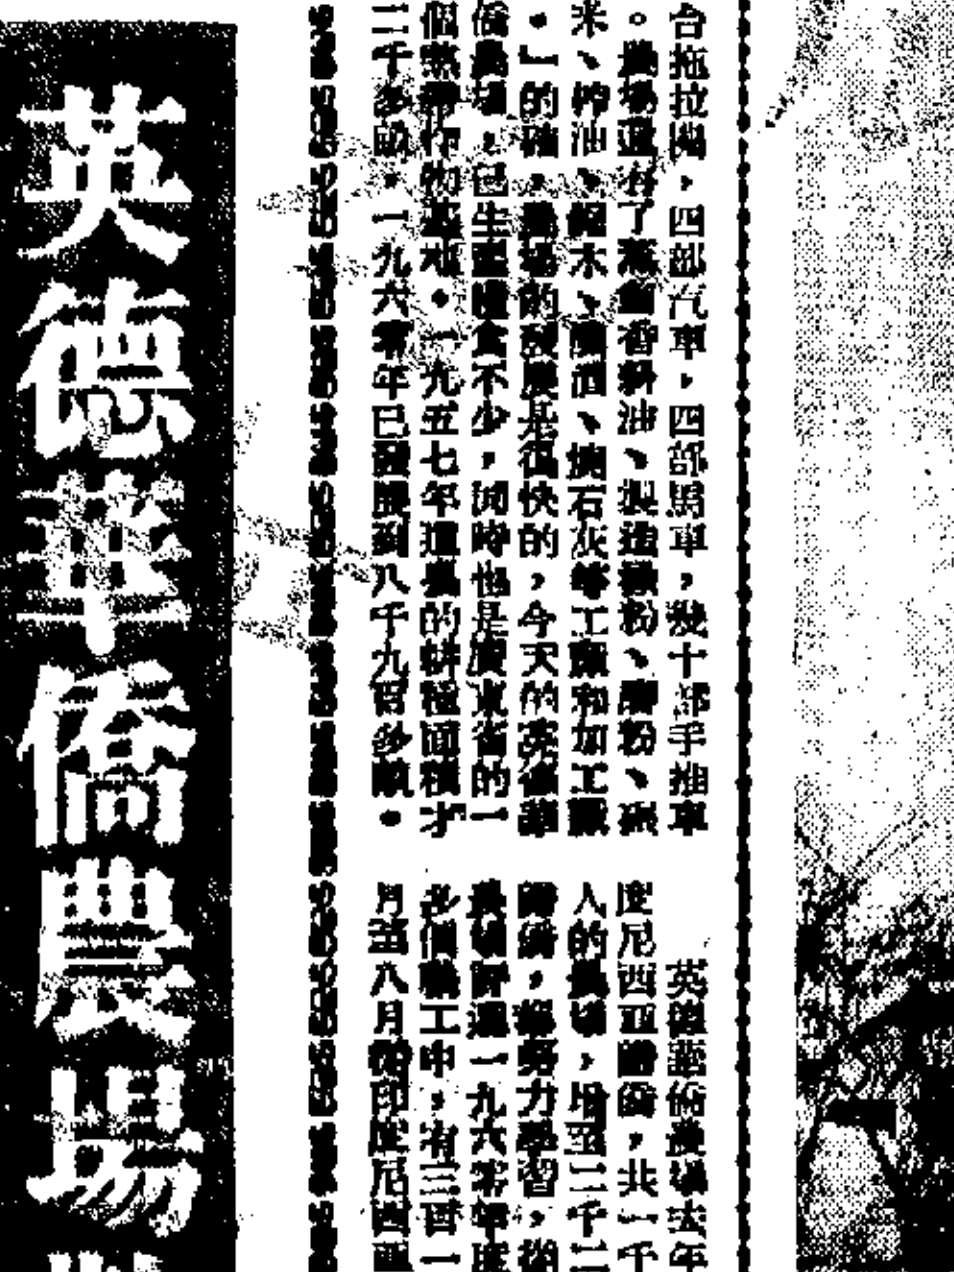 台拖拉機，四部汽車，四部馬車，幾十部手抽車
。農場還有了蒸餾香料油、製造粉、磨粉、碾
米、榨油、鋸木、釀酒、燒石灰等工廠和加工廠
。」的確，農場的發展是很快的，今天的英德華
僑農場，已生產糧食不少，同時也是廣東省的一
個熱帶作物基地。一九五七年這裏的耕種面積才
二千多畝，一九六零年已發展到八千九百多畝。
英德華僑農場去年
度尼西亞歸僑，共一千
人的農場，增至二千二
歸僑，努力學習，從
農場評選一九六零年度
多個職工中，有三百一
月至八月從印度尼西亞
英德華僑農場